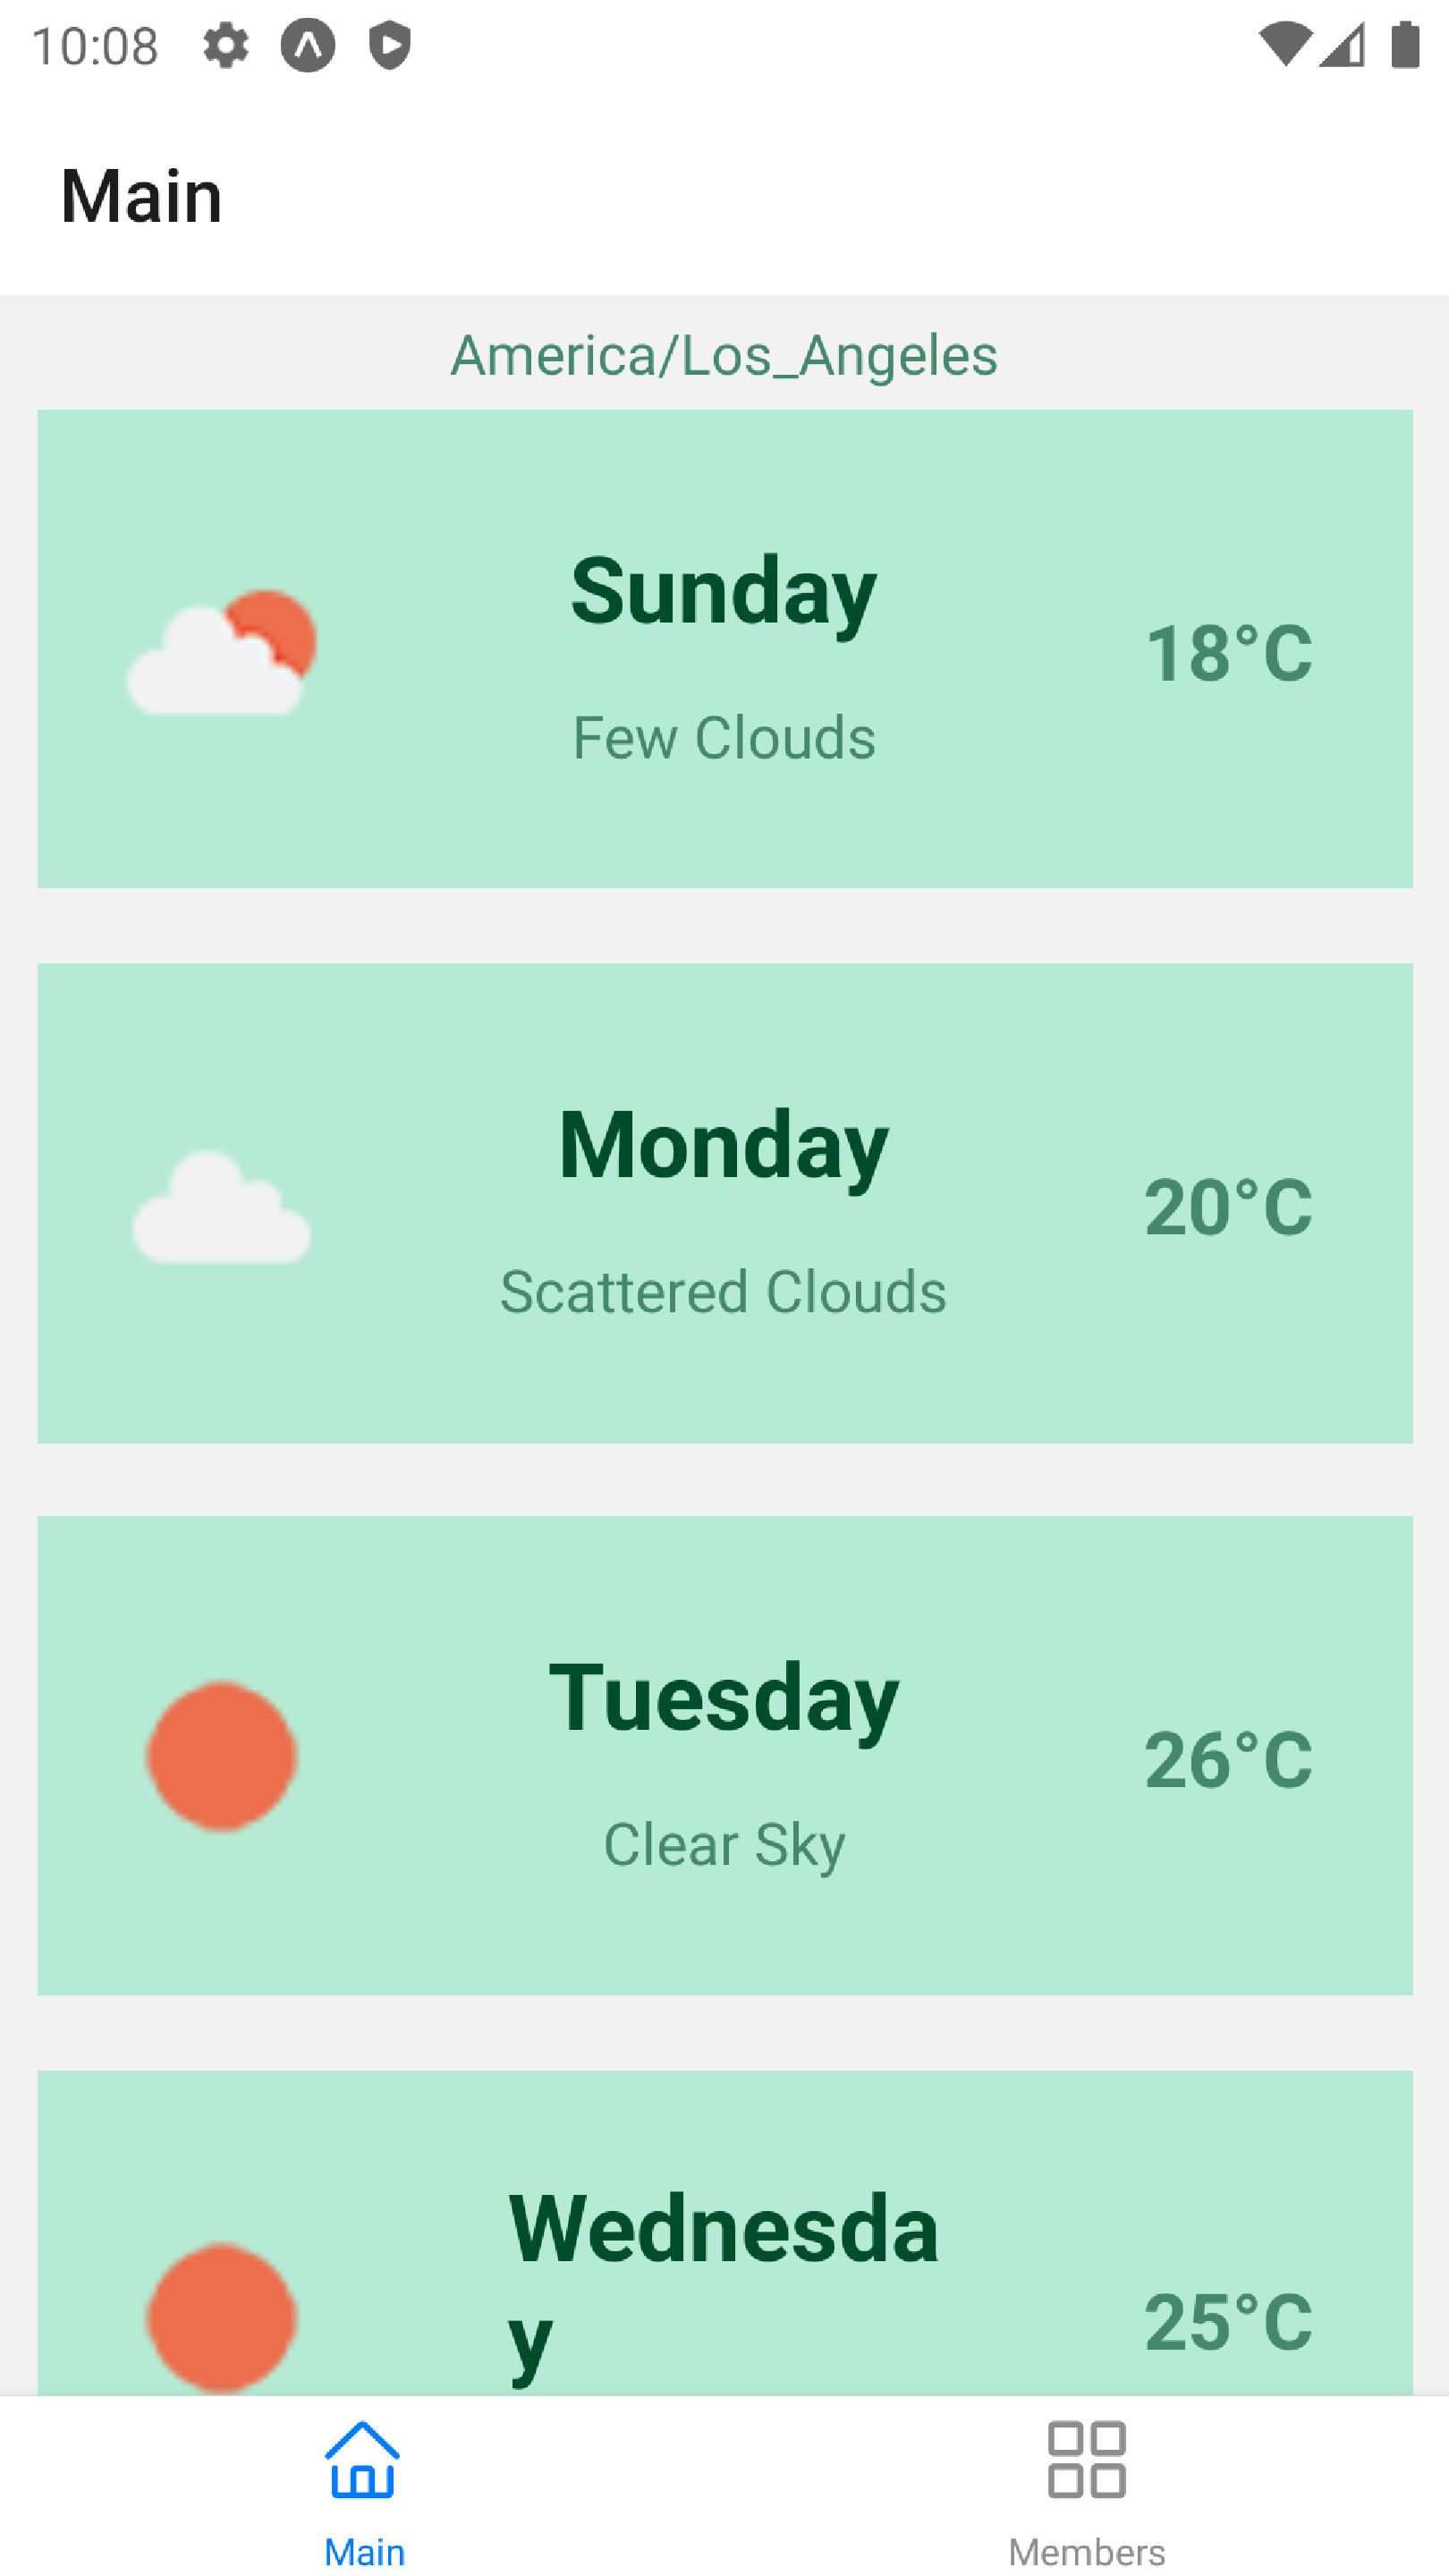 10:08
Main
America/Los_Angeles
Sunday
18°C
Few Clouds
Monday
20°C
Scattered Clouds
Tuesday
26°C
Clear Sky
Wednesda
y
25°C
Main
Members